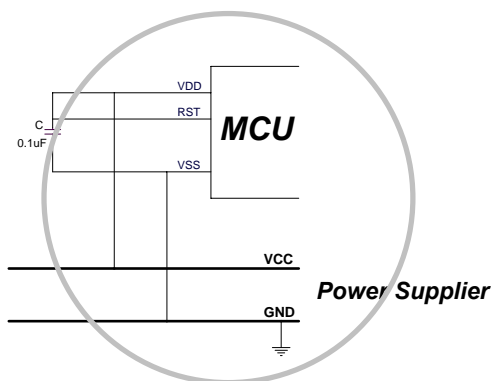 VDD
RST
MCU
C
0.1uF
VSS
VCC
Power Supplier
GND